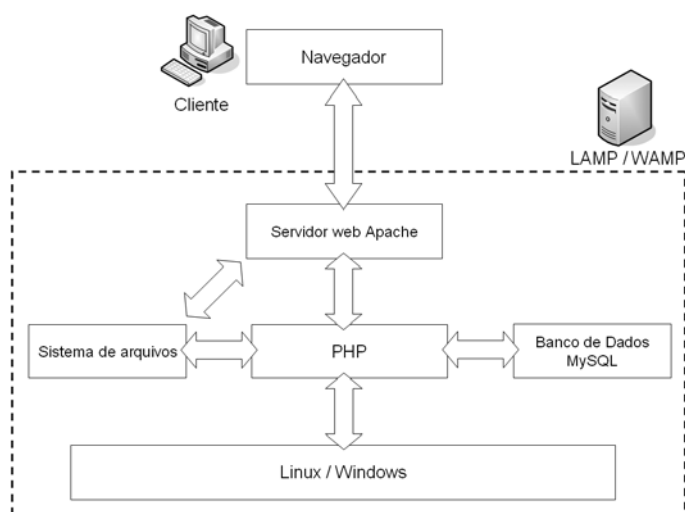 Navegador
Cliente
LAMP / WAMP
Servidor web Apache
Sistema de arquivos
PHP
Banco de Dados
MySQL
Linux / Windows